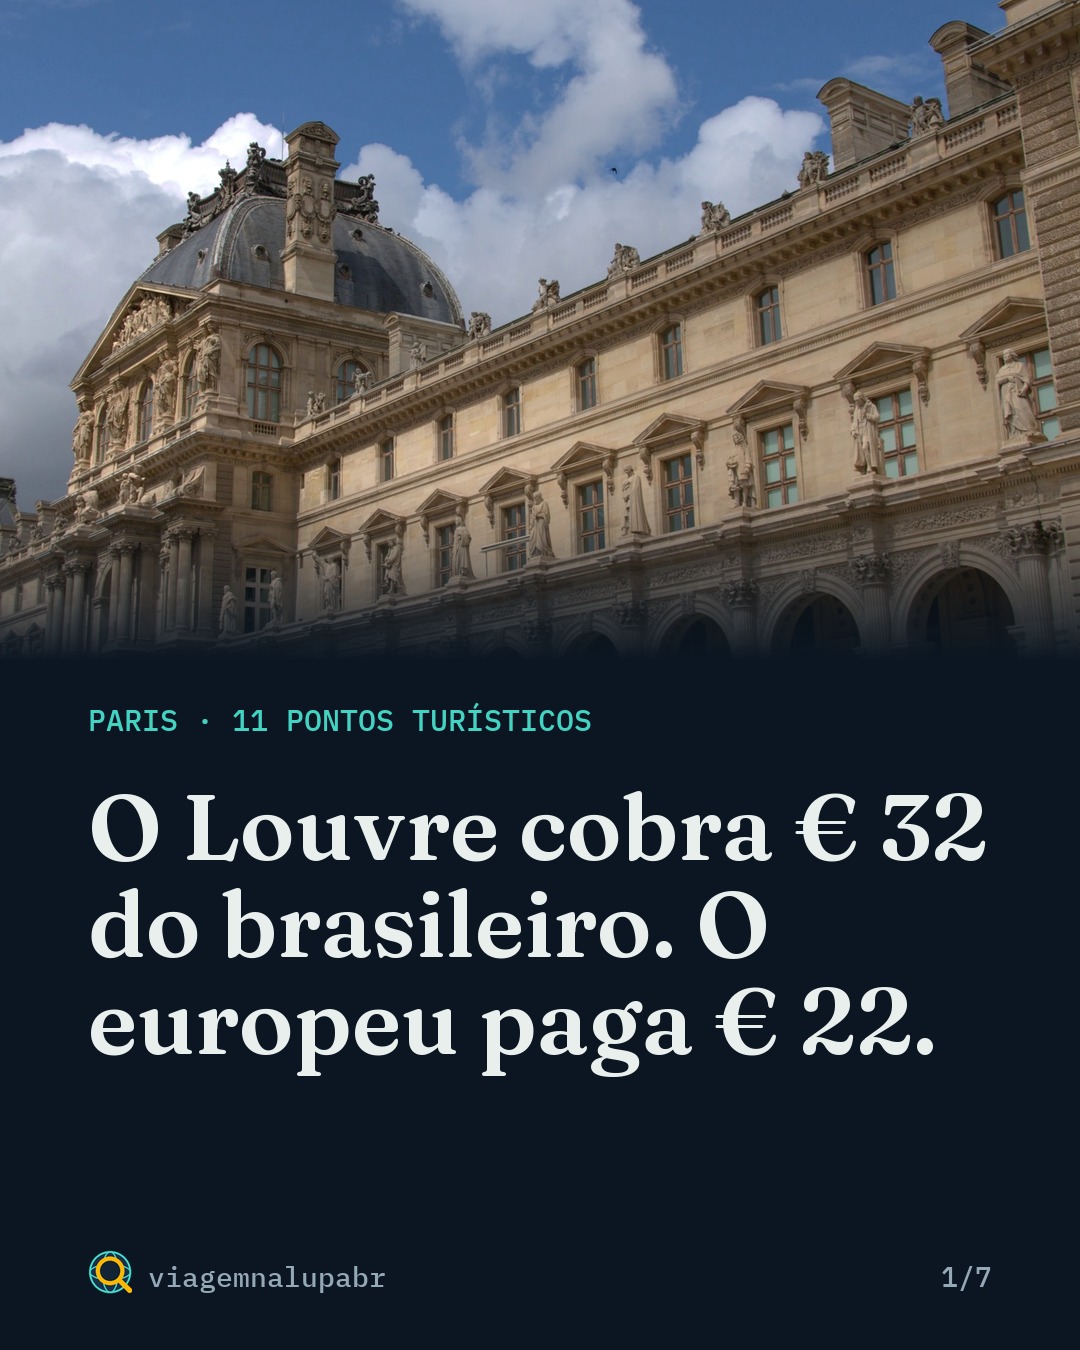 PARIS · 11 PONTOS TURÍSTICOS
O Louvre cobra € 32
do brasileiro. O
europeu paga € 22.
viagemnalupabr
1/7